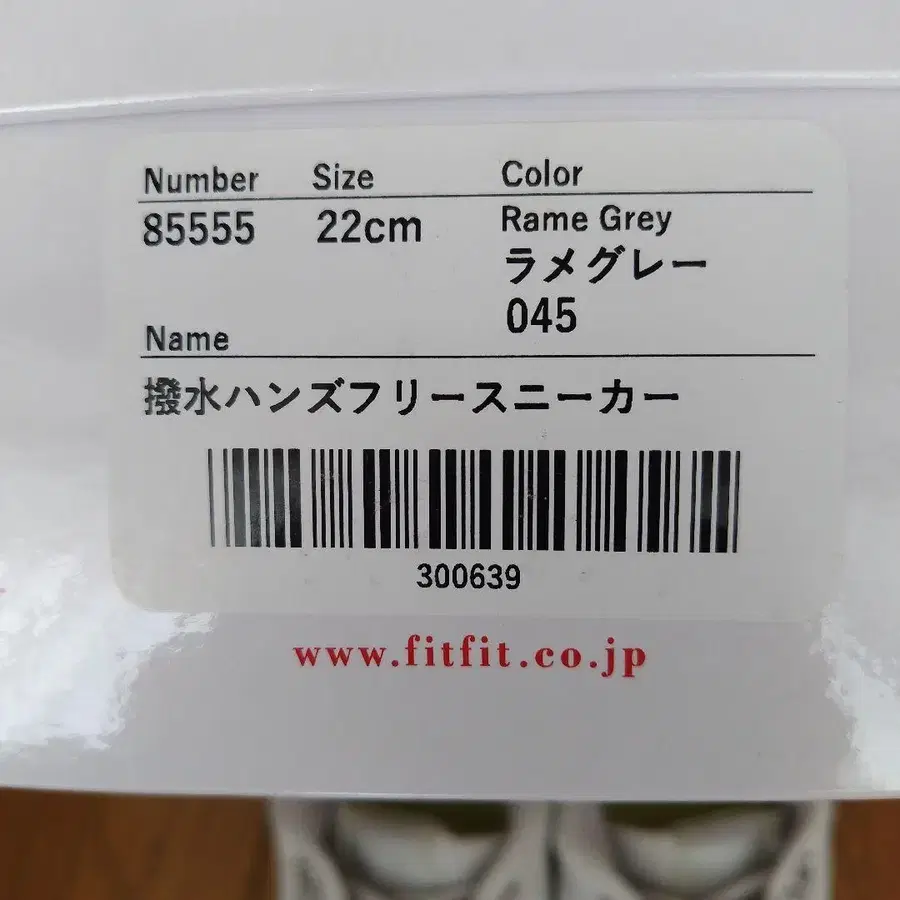 Number Size Color
85555 22cm Rame Grey
ラメグレー
045
Name
撥水ハンズフリースニーカー
300639
www.fitfit.co.jp